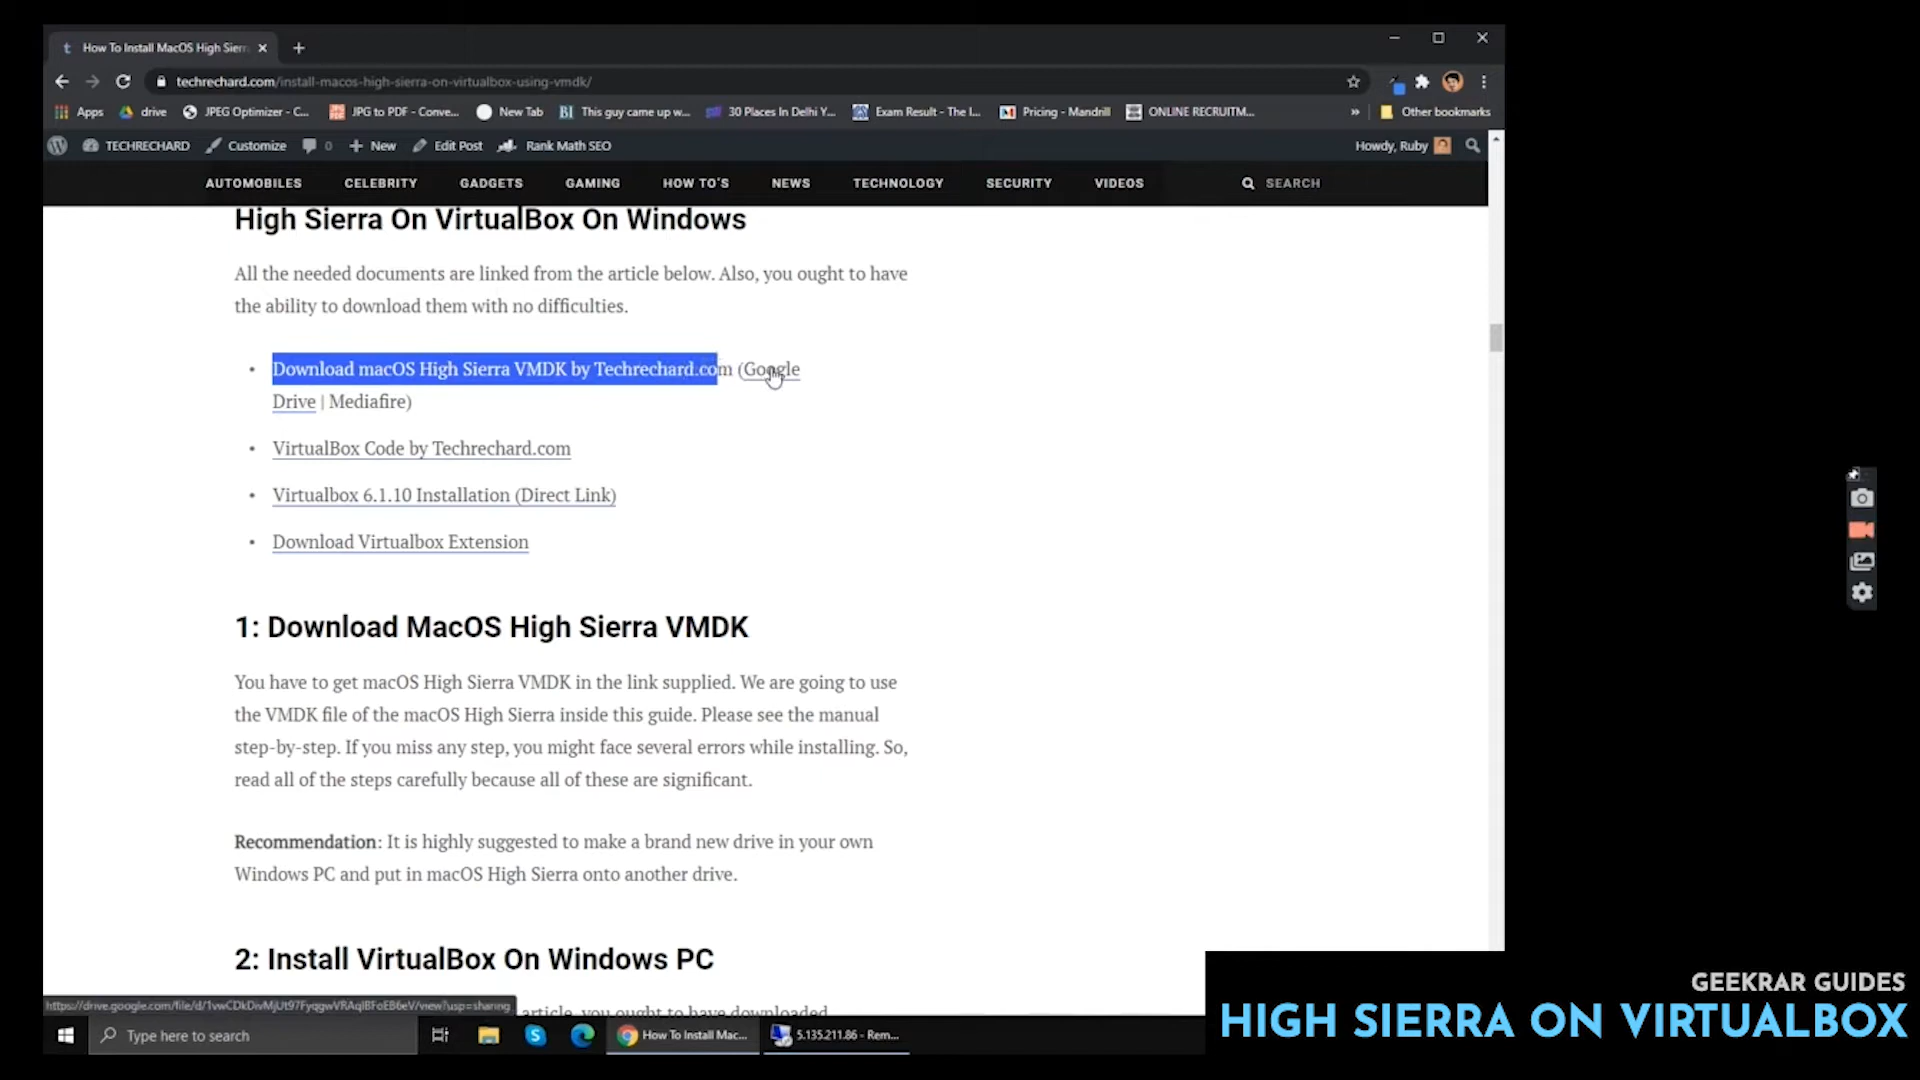 How To Install MacOS High Sierr
techrechard.com/install-macos-high-sierra-on-virtualbox-using-vmdk/
Apps drive JPEG Optimizer - C... JPG to PDF - Conve... New Tab This guy came up w... 30 Places In Delhi Y... Exam Result - The I... Pricing - Mandrill ONLINE RECRUITM... » Other bookmarks
TECHRECHARD Customize 0 New Edit Post Rank Math SEO Howdy, Ruby
AUTOMOBILES CELEBRITY GADGETS GAMING HOW TO'S NEWS TECHNOLOGY SECURITY VIDEOS SEARCH
High Sierra On VirtualBox On Windows
All the needed documents are linked from the article below. Also, you ought to have
the ability to download them with no difficulties.
• Download macOS High Sierra VMDK by Techrechard.com (Google
Drive | Mediafire)
• VirtualBox Code by Techrechard.com
• Virtualbox 6.1.10 Installation (Direct Link)
• Download Virtualbox Extension
1: Download MacOS High Sierra VMDK
You have to get macOS High Sierra VMDK in the link supplied. We are going to use
the VMDK file of the macOS High Sierra inside this guide. Please see the manual
step-by-step. If you miss any step, you might face several errors while installing. So,
read all of the steps carefully because all of these are significant.
Recommendation: It is highly suggested to make a brand new drive in your own
Windows PC and put in macOS High Sierra onto another drive.
2: Install VirtualBox On Windows PC
article, you ought to have downloaded
Type here to search How To Install Mac... 5.135.211.86 - Rem...
GEEKRAR GUIDES
HIGH SIERRA ON VIRTUALBOX